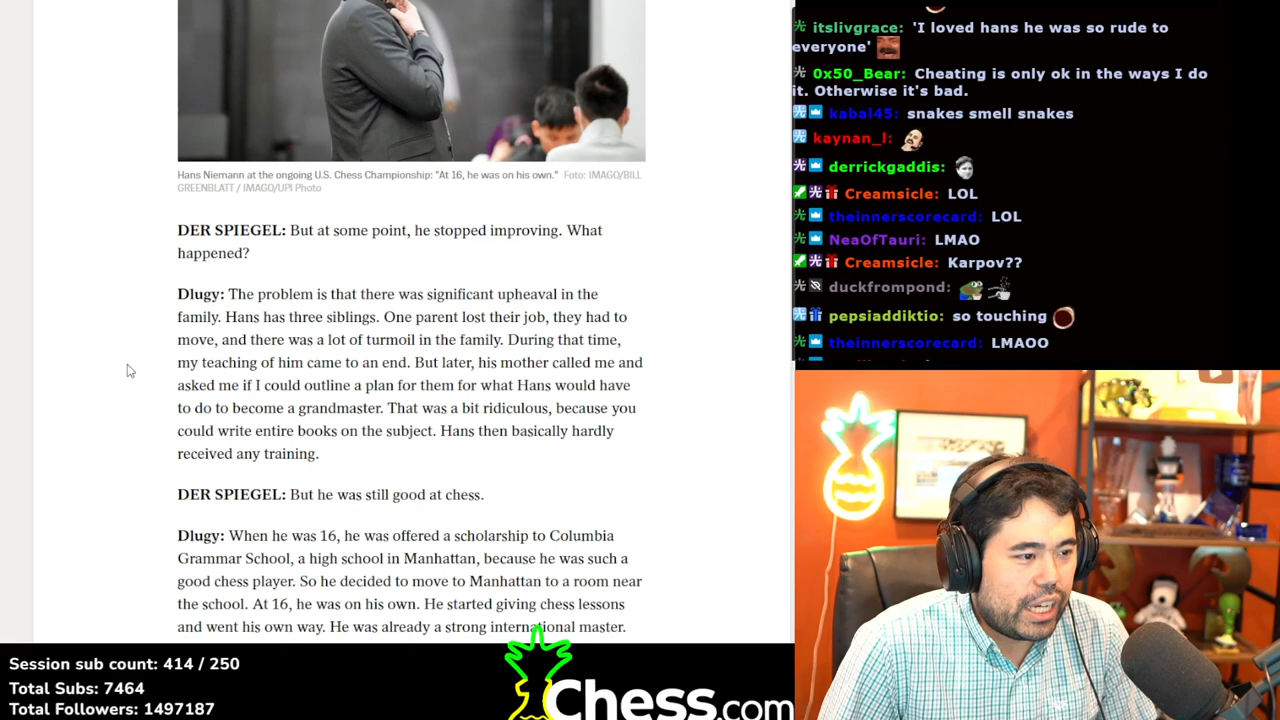 Hans Niemann at the ongoing U.S. Chess Championship: "At 16, he was on his own." Foto: IMAGO/BILL
GREENBLATT / IMAGO/UPI Photo
DER SPIEGEL: But at some point, he stopped improving. What
happened?
Dlugy: The problem is that there was significant upheaval in the
family. Hans has three siblings. One parent lost their job, they had to
move, and there was a lot of turmoil in the family. During that time,
my teaching of him came to an end. But later, his mother called me and
asked me if I could outline a plan for them for what Hans would have
to do to become a grandmaster. That was a bit ridiculous, because you
could write entire books on the subject. Hans then basically hardly
received any training.
DER SPIEGEL: But he was still good at chess.
Dlugy: When he was 16, he was offered a scholarship to Columbia
Grammar School, a high school in Manhattan, because he was such a
good chess player. So he decided to move to Manhattan to a room near
the school. At 16, he was on his own. He started giving chess lessons
and went his own way. He was already a strong international master.
itslivgrace: 'I loved hans he was so rude to
everyone'
0x50_Bear: Cheating is only ok in the ways I do
it. Otherwise it's bad.
kabal45: snakes smell snakes
kaynan_l:
derrickgaddis:
Creamsicle: LOL
theinnerscorecard: LOL
NeaOfTauri: LMAO
Creamsicle: Karpov??
duckfrompond:
pepsiaddiktio: so touching
theinnerscorecard: LMAOO
Session sub count: 414 / 250
Total Subs: 7464
Total Followers: 1497187
Chess.com